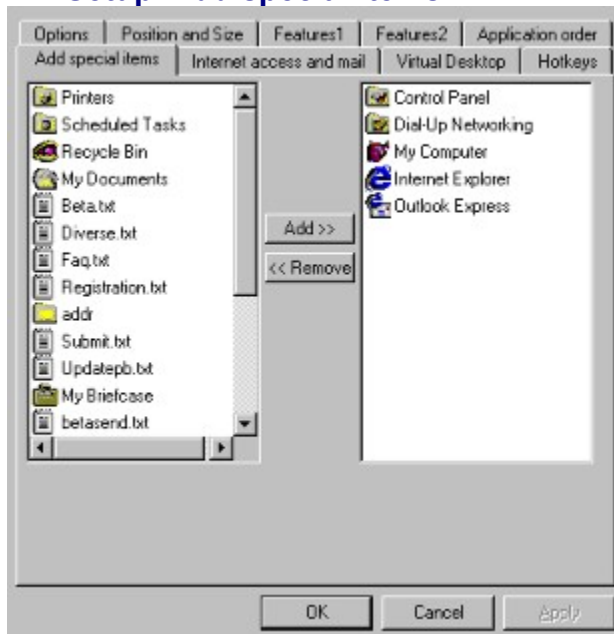 Options Position and Size Features1 Features2 Application order
Add special items Internet access and mail Virtual Desktop Hotkeys
Printers
Scheduled Tasks
Recycle Bin
My Documents
Beta.txt
Diverse.txt
Faq.txt
Registration.txt
addr
Submit.txt
Updatepb.txt
My Briefcase
betasend.txt
Add >>
<< Remove
Control Panel
Dial-Up Networking
My Computer
Internet Explorer
Outlook Express
OK Cancel Apply